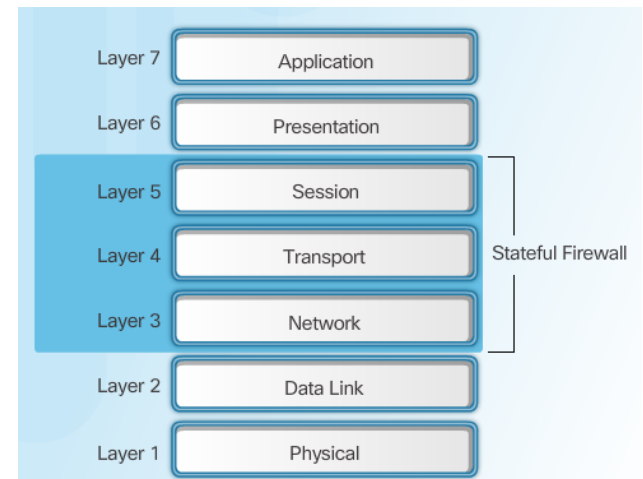 Layer 7 Application
Layer 6 Presentation
Layer 5 Session
Layer 4 Transport Stateful Firewall
Layer 3 Network
Layer 2 Data Link
Layer 1 Physical